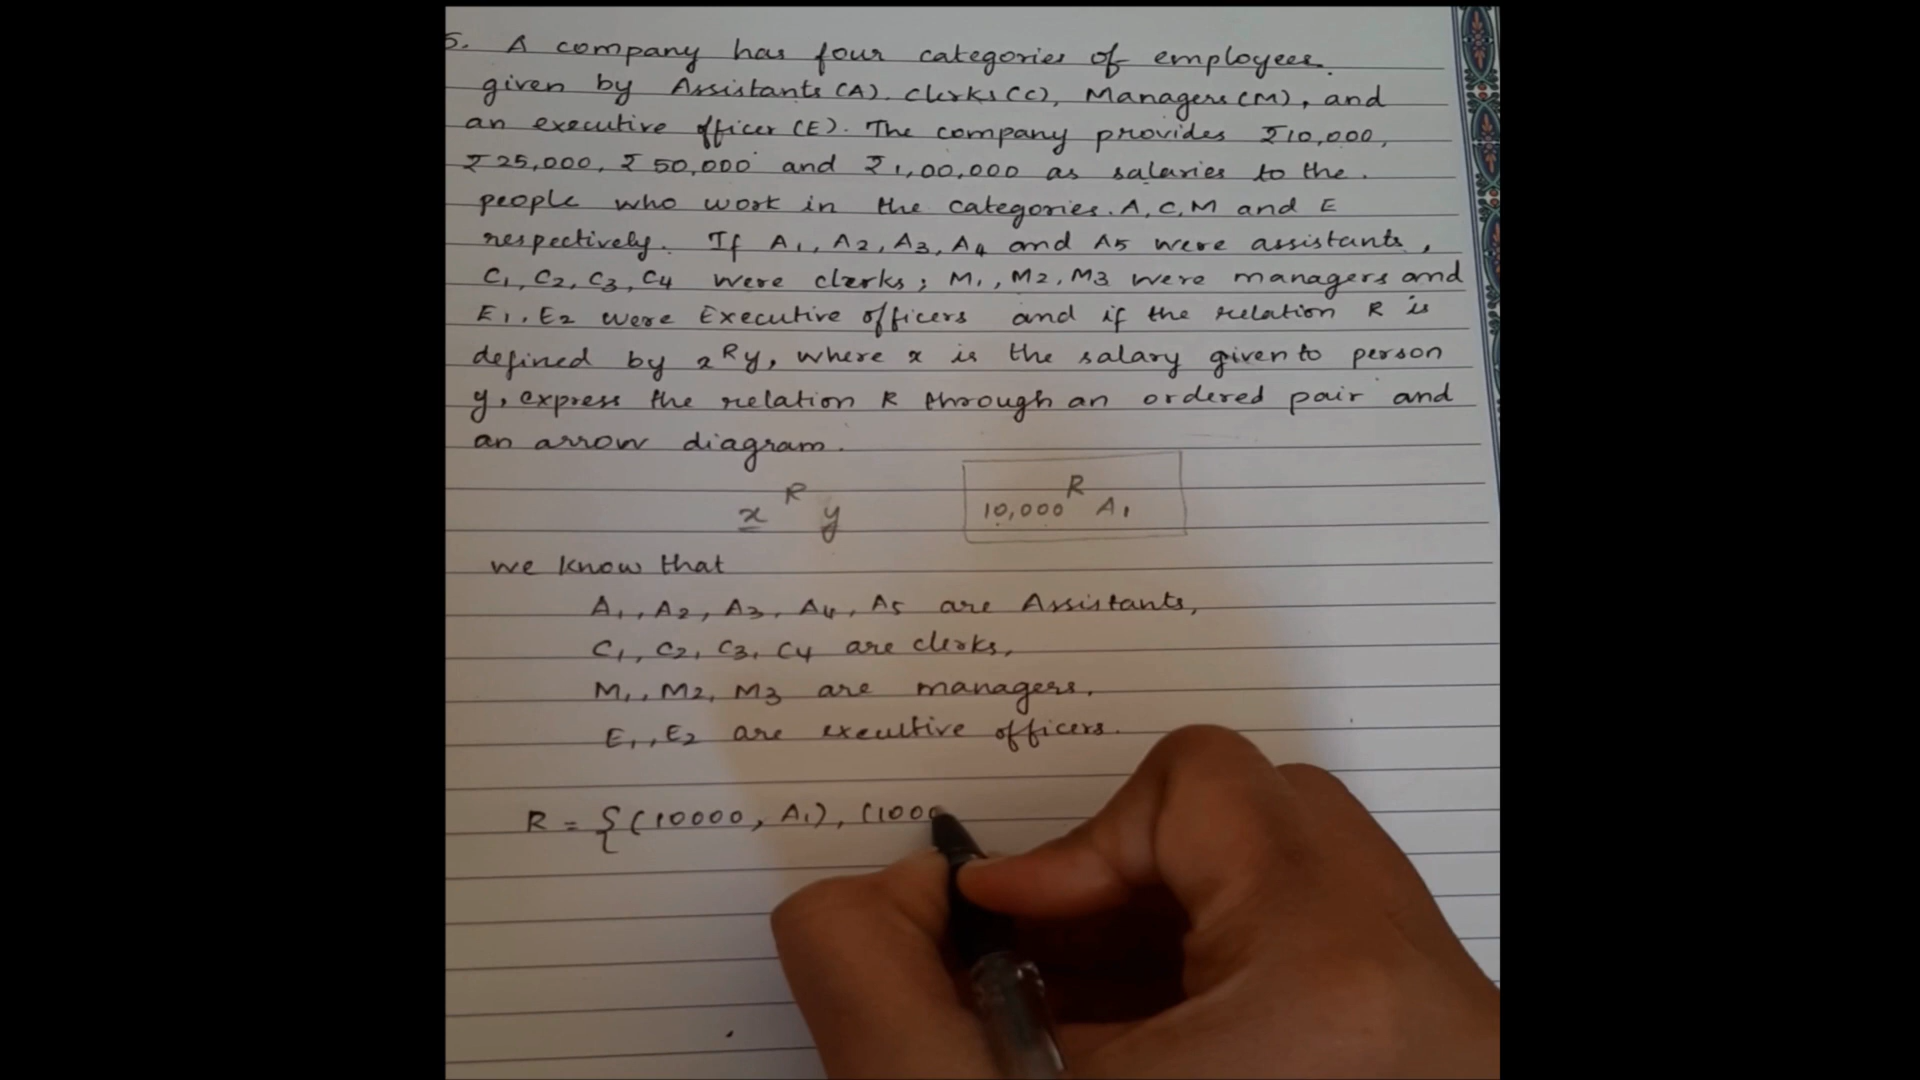 5. A company has four categories of employees.
given by Assistants (A). Clerks (C), Managers (M), and
an executive officer (E). The company provides ₹10,000,
₹25,000, ₹50,000 and ₹1,00,000 as salaries to the.
people who work in the categories. A, C, M and E
respectively. If A1, A2, A3, A4 and A5 were assistants,
C1, C2, C3, C4 were clerks; M1, M2, M3 were managers and
E1, E2 were Executive officers and if the relation R is
defined by xRy, where x is the salary given to person
y, express the relation R through an ordered pair and
an arrow diagram.
x R y 10,000 R A1
we know that
A1, A2, A3, A4, A5 are Assistants,
C1, C2, C3, C4 are clerks,
M1, M2, M3 are managers,
E1, E2 are exeultive officers.
R = {(10000, A1), (1000